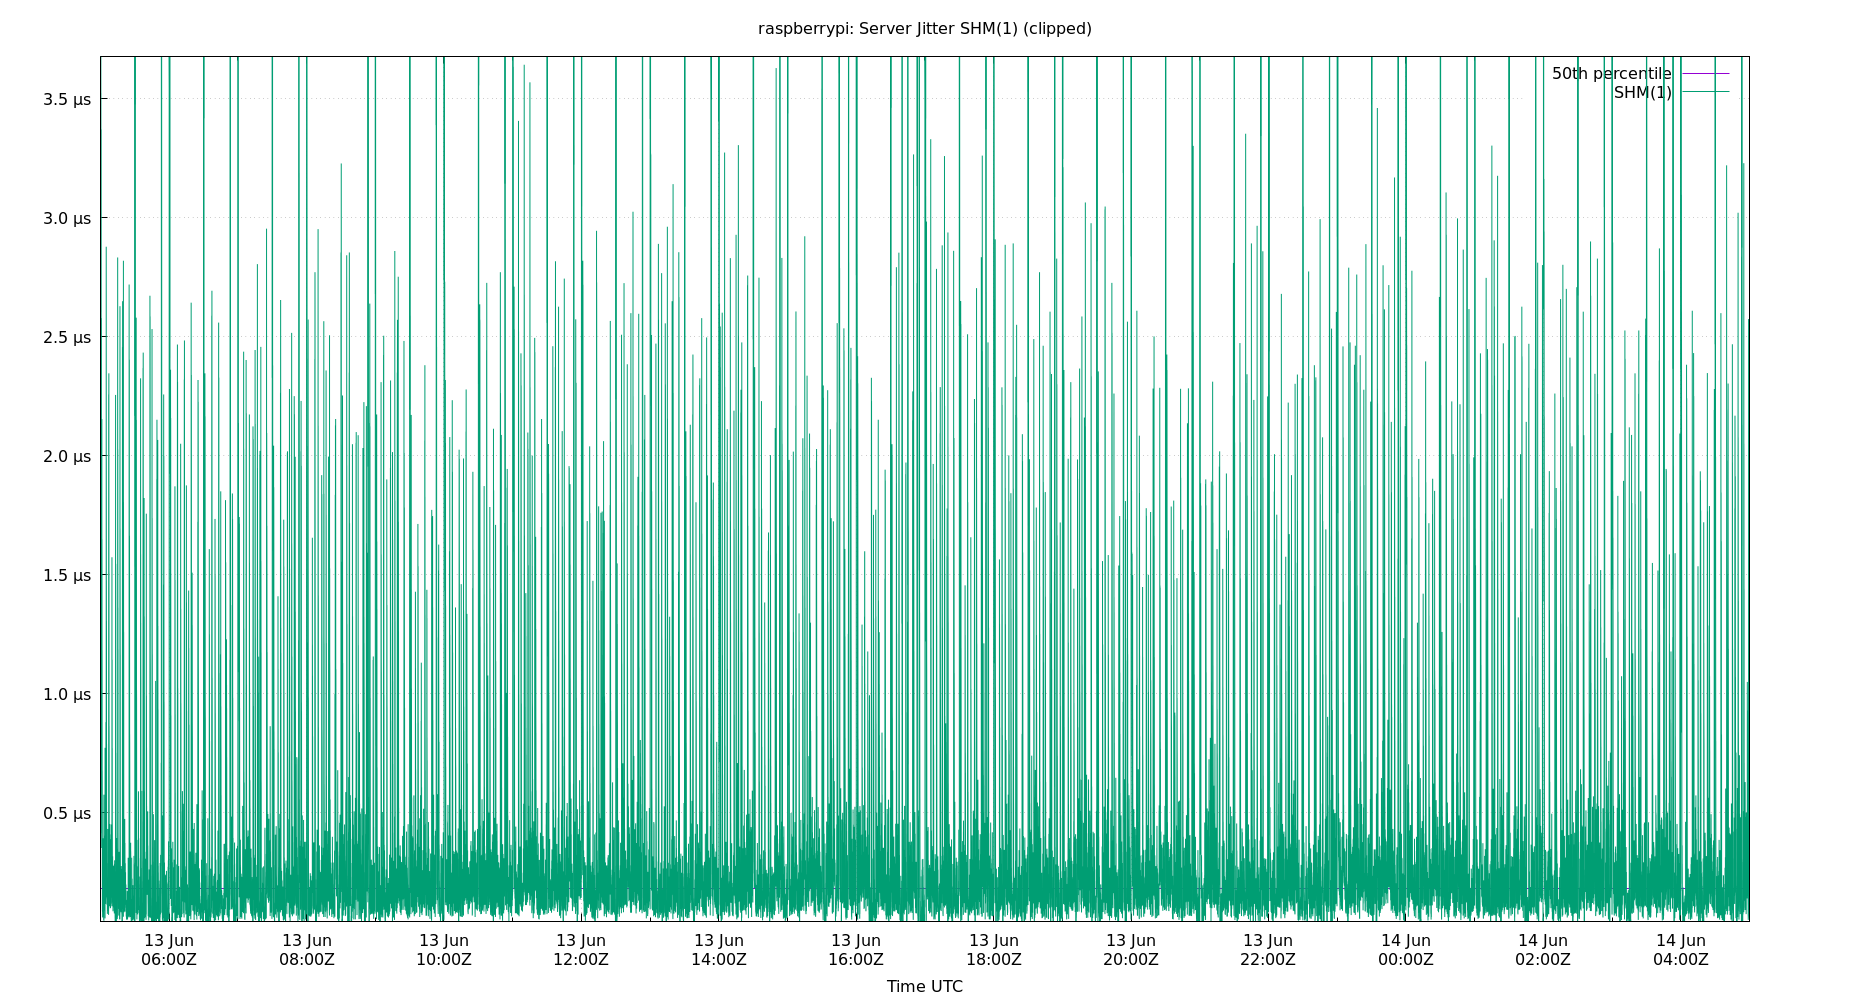 raspberrypi: Server Jitter SHM(1) (clipped)
50th percentile
SHM(1)
3.5 µs
3.0 µs
2.5 µs
2.0 µs
1.5 µs
1.0 µs
0.5 µs
13 Jun 13 Jun 13 Jun 13 Jun 13 Jun 13 Jun 13 Jun 13 Jun 13 Jun 14 Jun 14 Jun 14 Jun
06:00Z 08:00Z 10:00Z 12:00Z 14:00Z 16:00Z 18:00Z 20:00Z 22:00Z 00:00Z 02:00Z 04:00Z
Time UTC